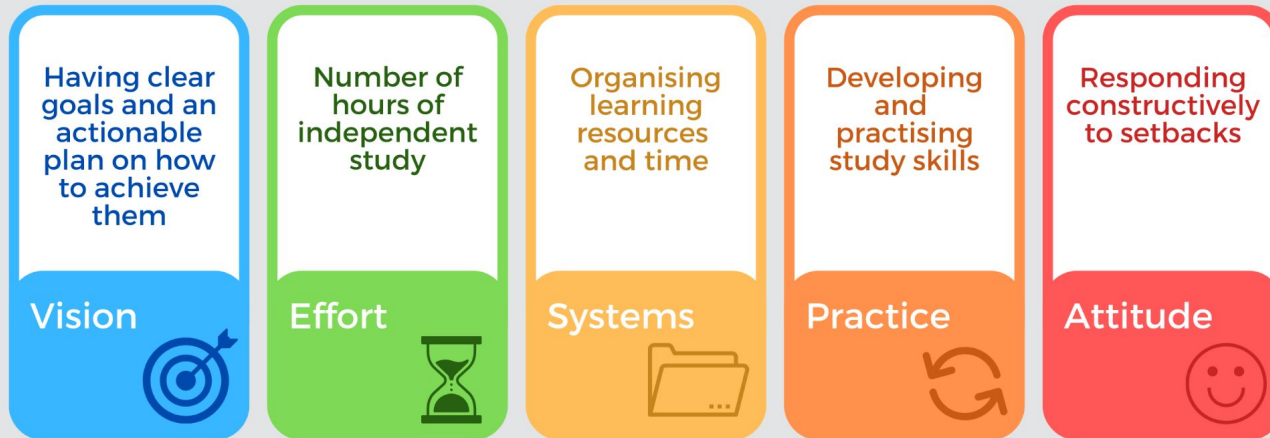 Having clear
goals and an
actionable
plan on how
to achieve
them
Vision
Number of
hours of
independent
study
Effort
Organising
learning
resources
and time
Systems
Developing
and
practising
study skills
Practice
Responding
constructively
to setbacks
Attitude